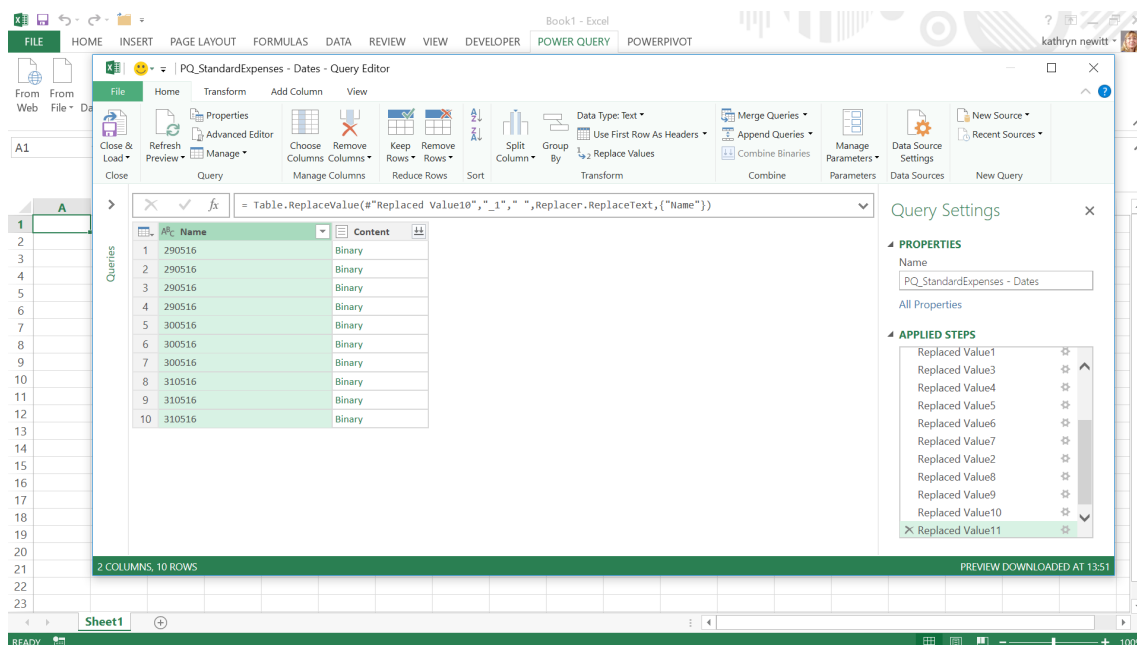 Book1 - Excel
?
FILE HOME INSERT PAGE LAYOUT FORMULAS DATA REVIEW VIEW DEVELOPER POWER QUERY POWERPIVOT kathryn newitt
From Web From File Da
PQ_StandardExpenses - Dates - Query Editor
File Home Transform Add Column View ?
Close & Load
Refresh Preview
Properties
Advanced Editor
Manage
Choose Columns
Remove Columns
Keep Rows
Remove Rows
Split Column
Group By
Data Type: Text
Use First Row As Headers
Replace Values
Merge Queries
Append Queries
Combine Binaries
Manage Parameters
Data Source Settings
New Source
Recent Sources
Close Query Manage Columns Reduce Rows Sort Transform Combine Parameters Data Sources New Query
A1
A
1
2
3
4
5
6
7
8
9
10
11
12
13
14
15
16
17
18
19
20
21
22
23
fx = Table.ReplaceValue(#"Replaced Value10","_1"," ",Replacer.ReplaceText,{"Name"})
Queries
ABC Name Content
1 290516 Binary
2 290516 Binary
3 290516 Binary
4 290516 Binary
5 300516 Binary
6 300516 Binary
7 300516 Binary
8 310516 Binary
9 310516 Binary
10 310516 Binary
Query Settings
PROPERTIES
Name
PQ_StandardExpenses - Dates
All Properties
APPLIED STEPS
Replaced Value1
Replaced Value3
Replaced Value4
Replaced Value5
Replaced Value6
Replaced Value7
Replaced Value2
Replaced Value8
Replaced Value9
Replaced Value10
Replaced Value11
2 COLUMNS, 10 ROWS PREVIEW DOWNLOADED AT 13:51
Sheet1
READY 100%